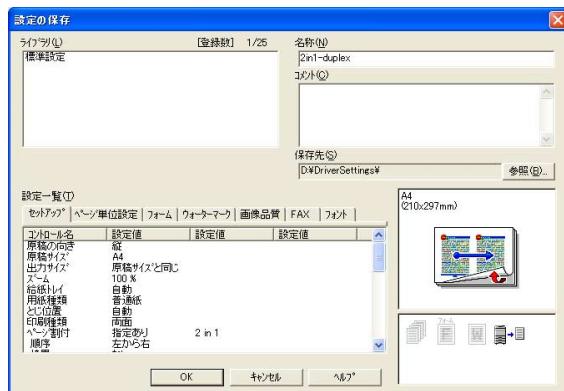 設定の保存
ライブラリ(L) [登録数] 1/25
標準設定
名称(N)
2in1-duplex
コメント(C)
保存先(S)
D:¥DriverSettings¥
参照(B)...
設定一覧(T)
セットアップ ページ単位設定 フォーム ウォーターマーク 画像品質 FAX フォント
コントロール名 設定値 設定値 設定値
原稿の向き 縦
原稿サイズ A4
出力サイズ 原稿サイズと同じ
ズーム 100 %
給紙トレイ 自動
用紙種類 普通紙
とじ位置 自動
印刷種類 両面
ページ割付 指定あり 2 in 1
順序 左から右
A4
(210x297mm)
フォーム
OK キャンセル ヘルプ